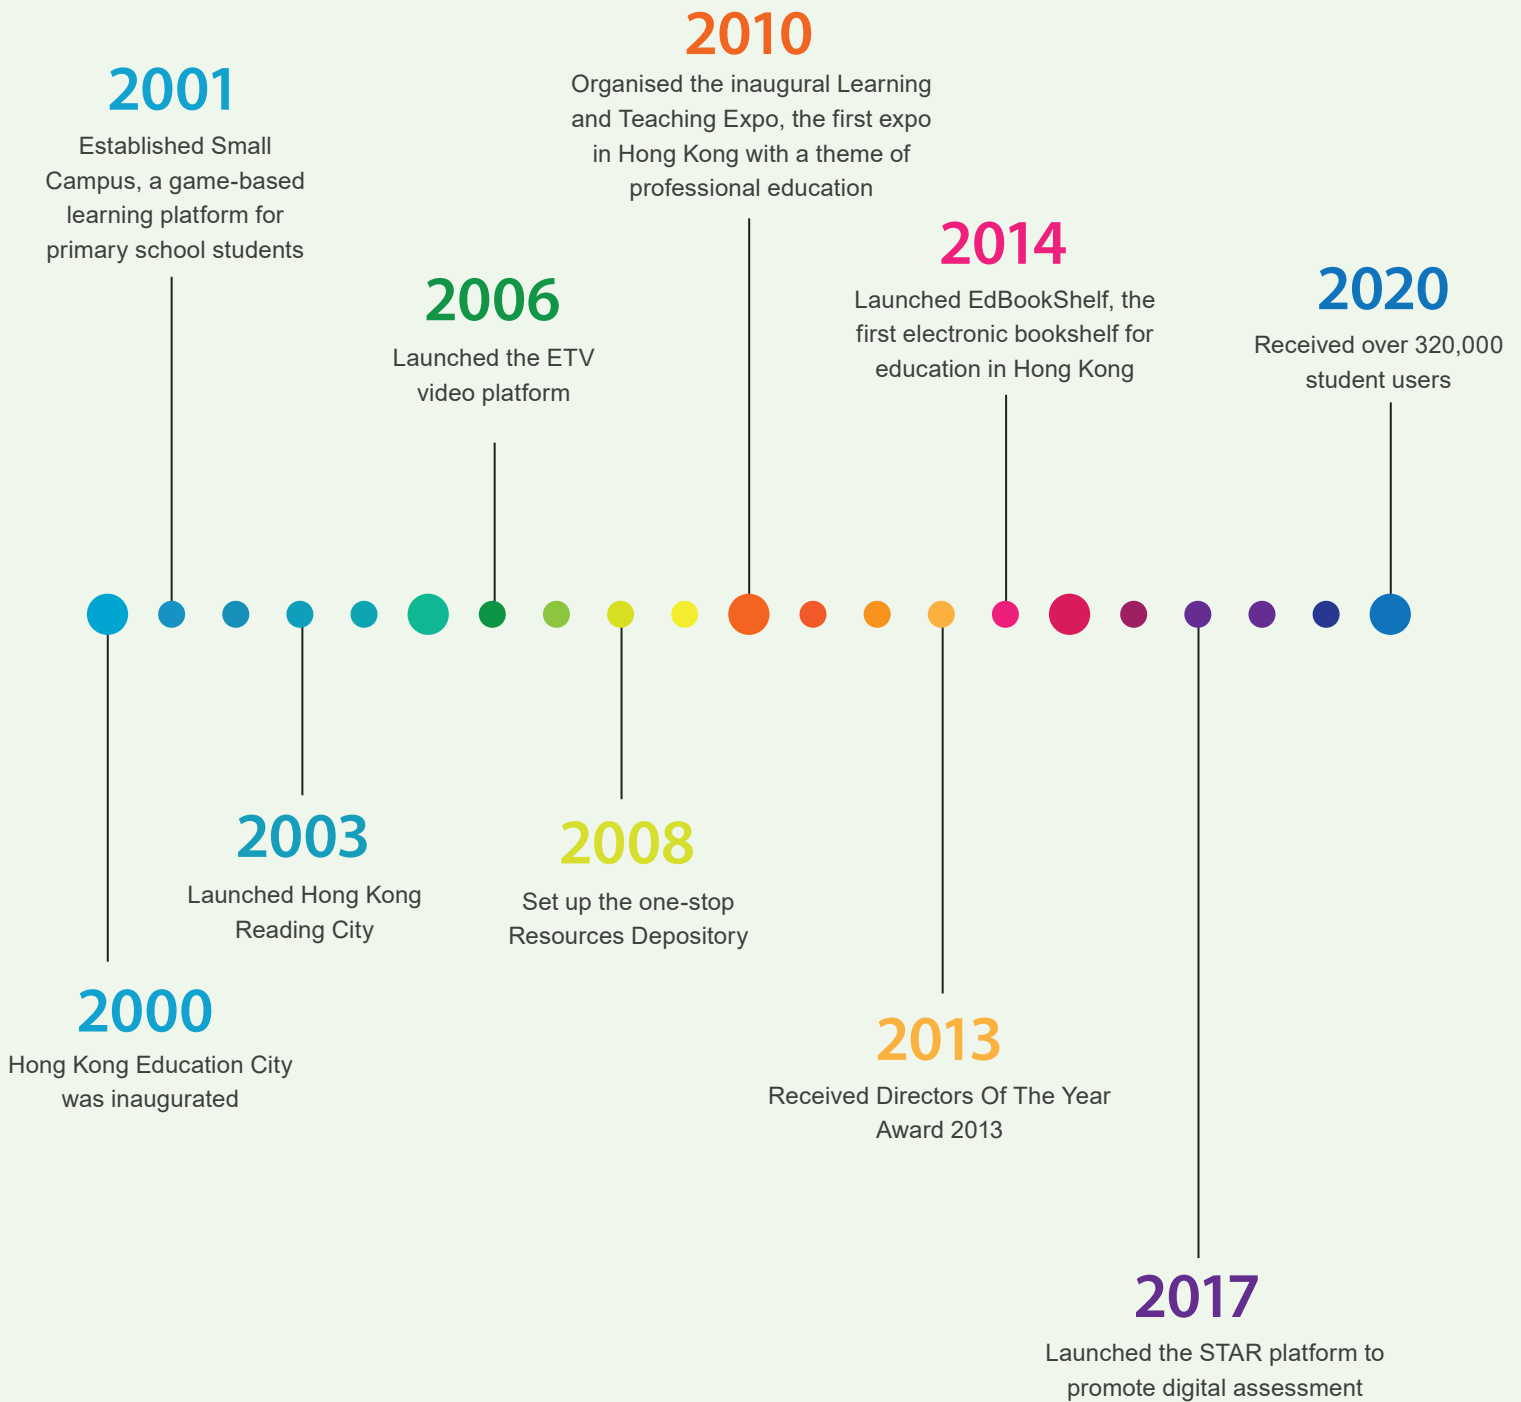 2010
Organised the inaugural Learning
and Teaching Expo, the first expo
in Hong Kong with a theme of
professional education
2001
Established Small
Campus, a game-based
learning platform for
primary school students
2014
Launched EdBookShelf, the
first electronic bookshelf for
education in Hong Kong
2020
Received over 320,000
student users
2006
Launched the ETV
video platform
2003
Launched Hong Kong
Reading City
2008
Set up the one-stop
Resources Depository
2000
Hong Kong Education City
was inaugurated
2013
Received Directors Of The Year
Award 2013
2017
Launched the STAR platform to
promote digital assessment